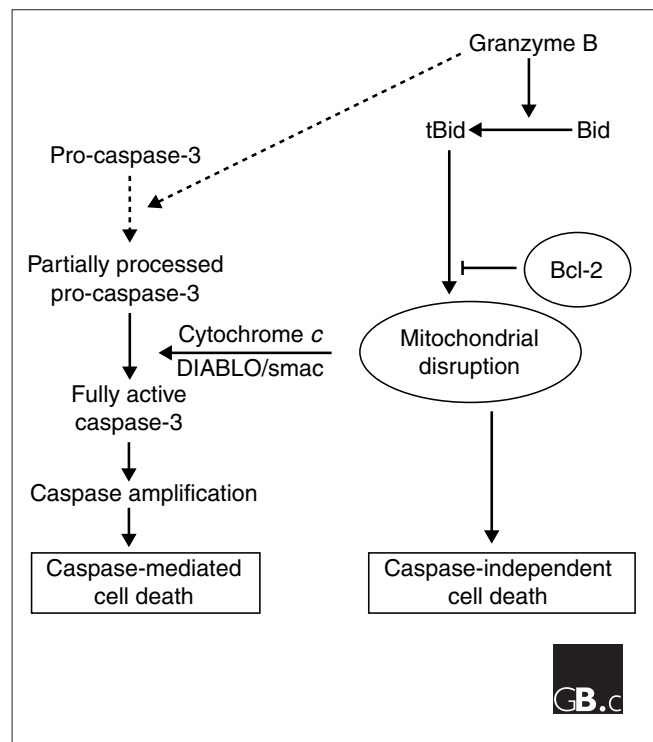 Granzyme B
tBid
Bid
Pro-caspase-3
Partially processed
pro-caspase-3
Bcl-2
Cytochrome c
DIABLO/smac
Mitochondrial
disruption
Fully active
caspase-3
Caspase amplification
Caspase-mediated
cell death
Caspase-independent
cell death
GB.c